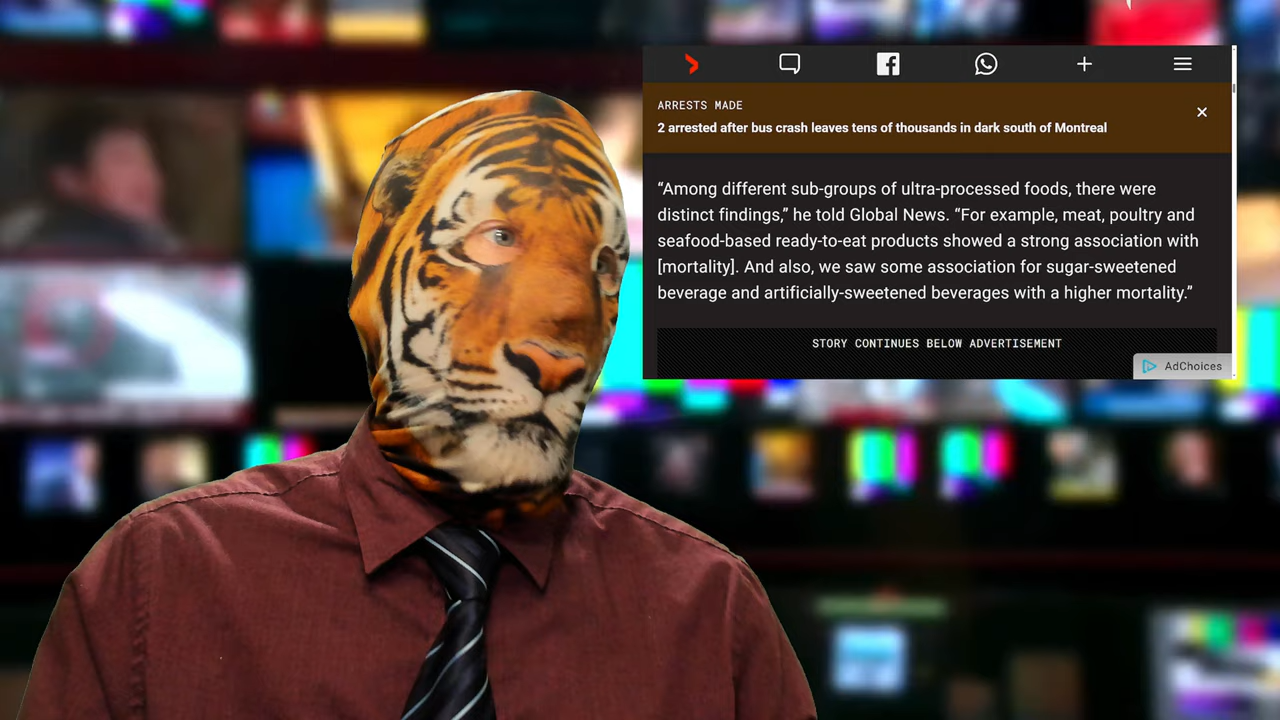 ARRESTS MADE
2 arrested after bus crash leaves tens of thousands in dark south of Montreal
“Among different sub-groups of ultra-processed foods, there were
distinct findings,” he told Global News. “For example, meat, poultry and
seafood-based ready-to-eat products showed a strong association with
[mortality]. And also, we saw some association for sugar-sweetened
beverage and artificially-sweetened beverages with a higher mortality.”
STORY CONTINUES BELOW ADVERTISEMENT
AdChoices